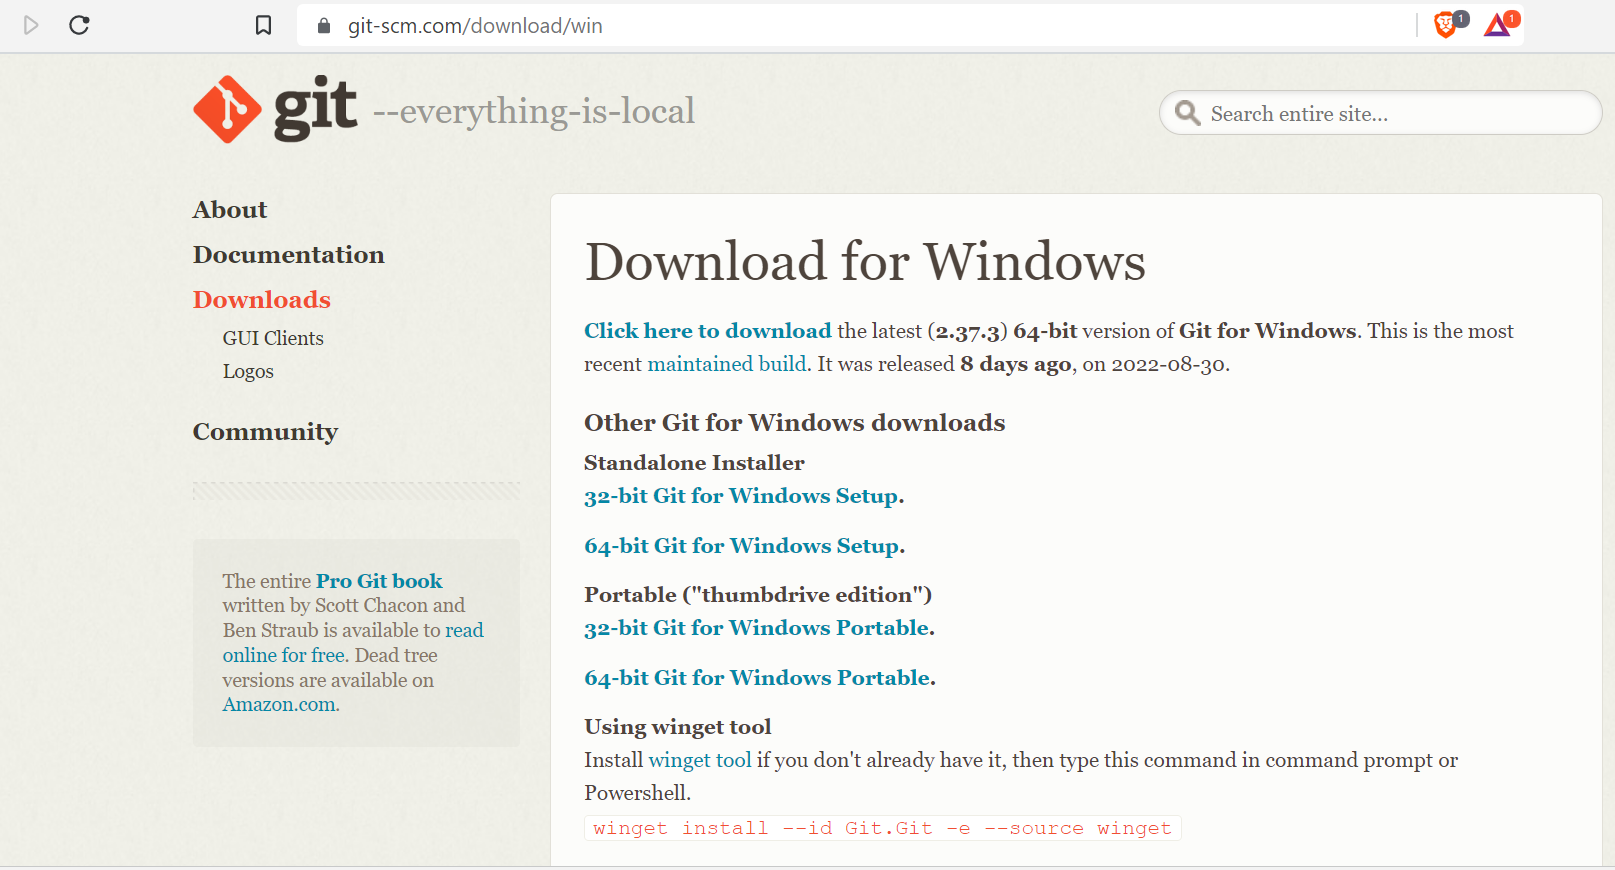 git-scm.com/download/win
1
1
git --everything-is-local
Search entire site...
About
Documentation
Downloads
GUI Clients
Logos
Community
The entire Pro Git book
written by Scott Chacon and
Ben Straub is available to read
online for free. Dead tree
versions are available on
Amazon.com.
Download for Windows
Click here to download the latest (2.37.3) 64-bit version of Git for Windows. This is the most
recent maintained build. It was released 8 days ago, on 2022-08-30.
Other Git for Windows downloads
Standalone Installer
32-bit Git for Windows Setup.
64-bit Git for Windows Setup.
Portable ("thumbdrive edition")
32-bit Git for Windows Portable.
64-bit Git for Windows Portable.
Using winget tool
Install winget tool if you don't already have it, then type this command in command prompt or
Powershell.
winget install --id Git.Git -e --source winget